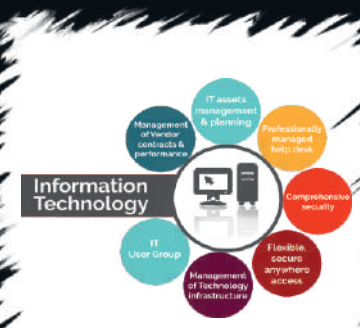 IT assets
management
& planning
Management
of Vendor
contracts &
performance
Professionally
managed
help desk
Information
Technology
Comprehensive
security
IT
User Group
Flexible,
secure
anywhere
access
Management
of Technology
infrastructure